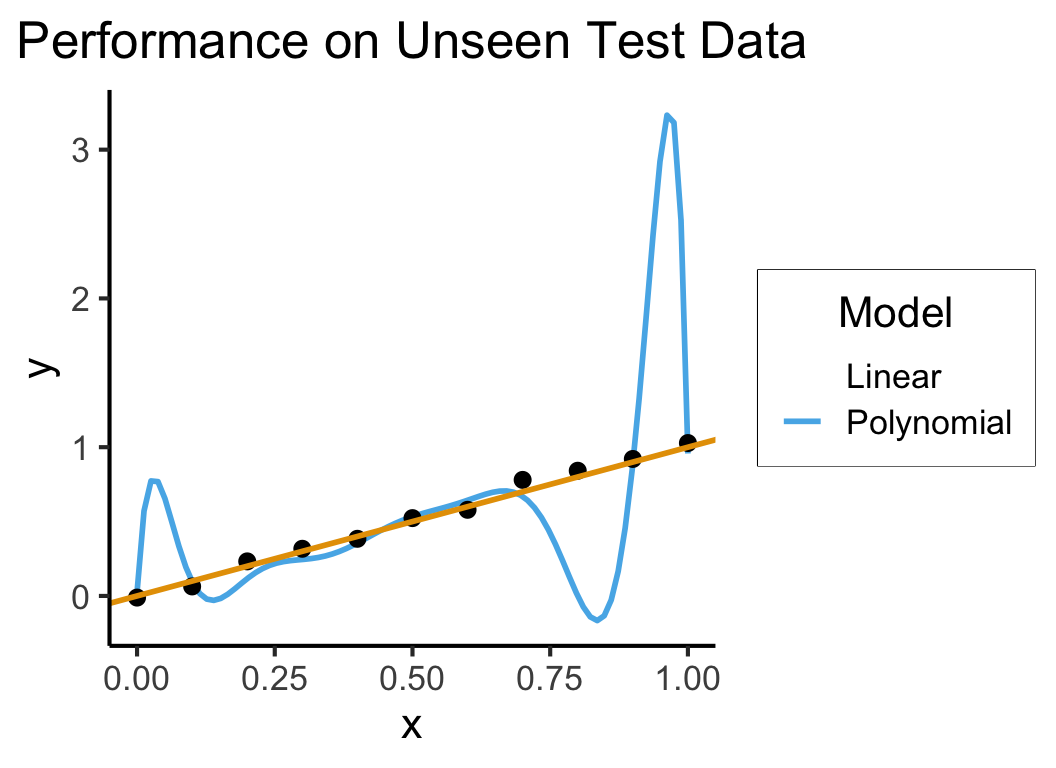 Performance on Unseen Test Data
3
2
1
0
y
0.00 0.25 0.50 0.75 1.00
x
Model
Linear
Polynomial